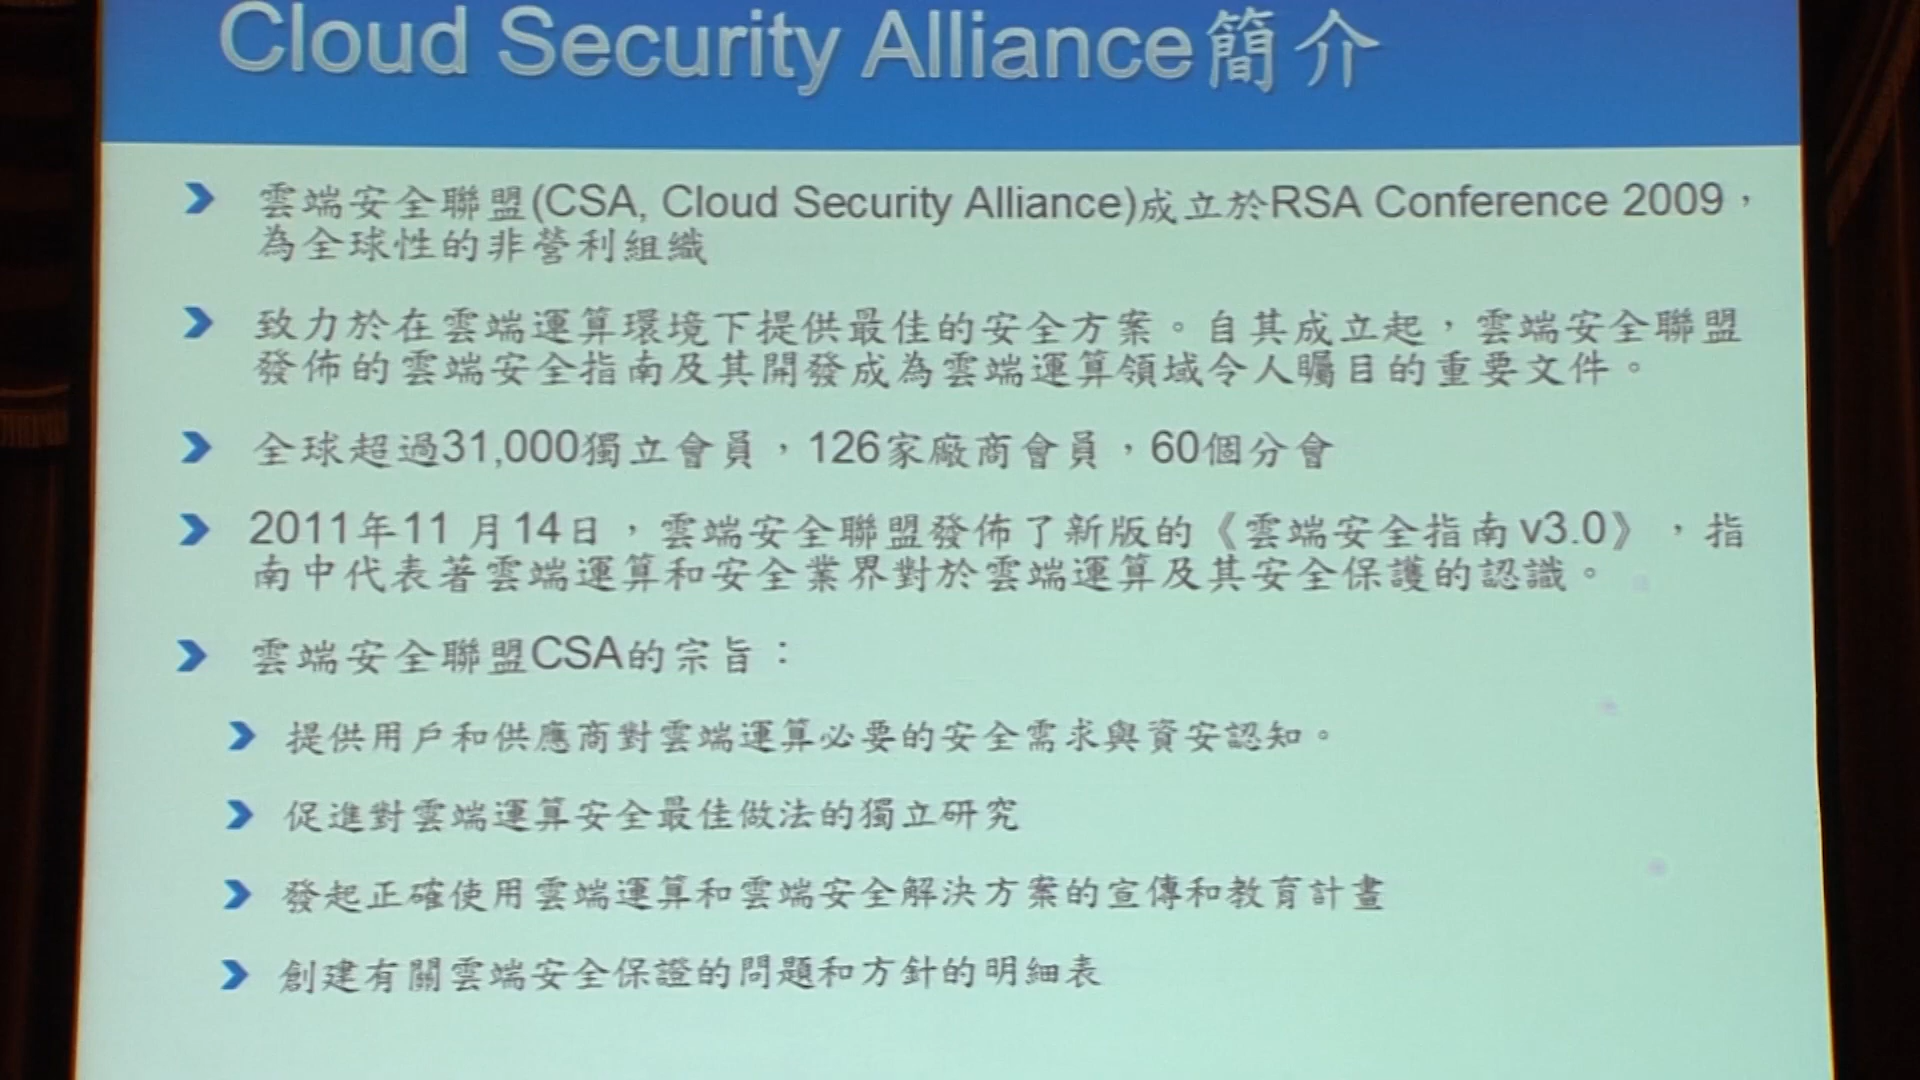 Cloud Security Alliance簡介
雲端安全聯盟(CSA, Cloud Security Alliance)成立於RSA Conference 2009，
為全球性的非營利組織
致力於在雲端運算環境下提供最佳的安全方案。自其成立起，雲端安全聯盟
發佈的雲端安全指南及其開發成為雲端運算領域令人矚目的重要文件。
全球超過31,000獨立會員，126家廠商會員，60個分會
2011年11 月14日，雲端安全聯盟發佈了新版的《雲端安全指南 v3.0》，指
南中代表著雲端運算和安全業界對於雲端運算及其安全保護的認識。
雲端安全聯盟CSA的宗旨：
提供用戶和供應商對雲端運算必要的安全需求與資安認知。
促進對雲端運算安全最佳做法的獨立研究
發起正確使用雲端運算和雲端安全解決方案的宣傳和教育計畫
創建有關雲端安全保證的問題和方針的明細表